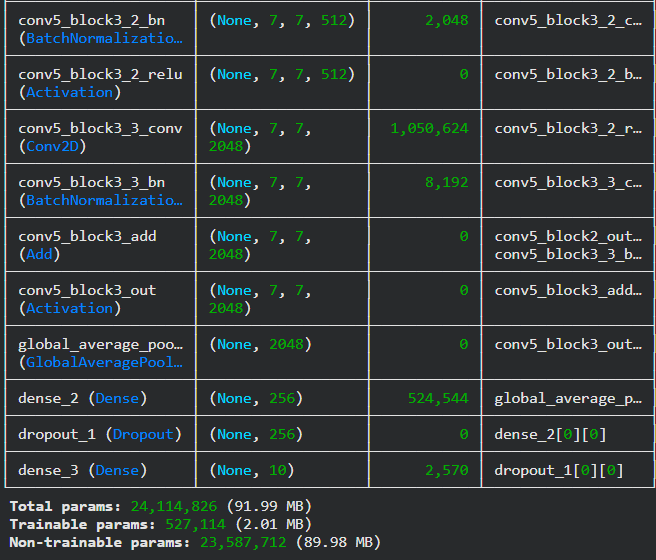 conv5_block3_2_bn (None, 7, 7, 512) 2,048 conv5_block3_2_c…
(BatchNormalizatio…
conv5_block3_2_relu (None, 7, 7, 512) 0 conv5_block3_2_b…
(Activation)
conv5_block3_3_conv (None, 7, 7, 1,050,624 conv5_block3_2_r…
(Conv2D) 2048)
conv5_block3_3_bn (None, 7, 7, 8,192 conv5_block3_3_c…
(BatchNormalizatio… 2048)
conv5_block3_add (None, 7, 7, 0 conv5_block2_out…
(Add) 2048) conv5_block3_3_b…
conv5_block3_out (None, 7, 7, 0 conv5_block3_add…
(Activation) 2048)
global_average_poo… (None, 2048) 0 conv5_block3_out…
(GlobalAveragePool…
dense_2 (Dense) (None, 256) 524,544 global_average_p…
dropout_1 (Dropout) (None, 256) 0 dense_2[0][0]
dense_3 (Dense) (None, 10) 2,570 dropout_1[0][0]
Total params: 24,114,826 (91.99 MB)
Trainable params: 527,114 (2.01 MB)
Non-trainable params: 23,587,712 (89.98 MB)